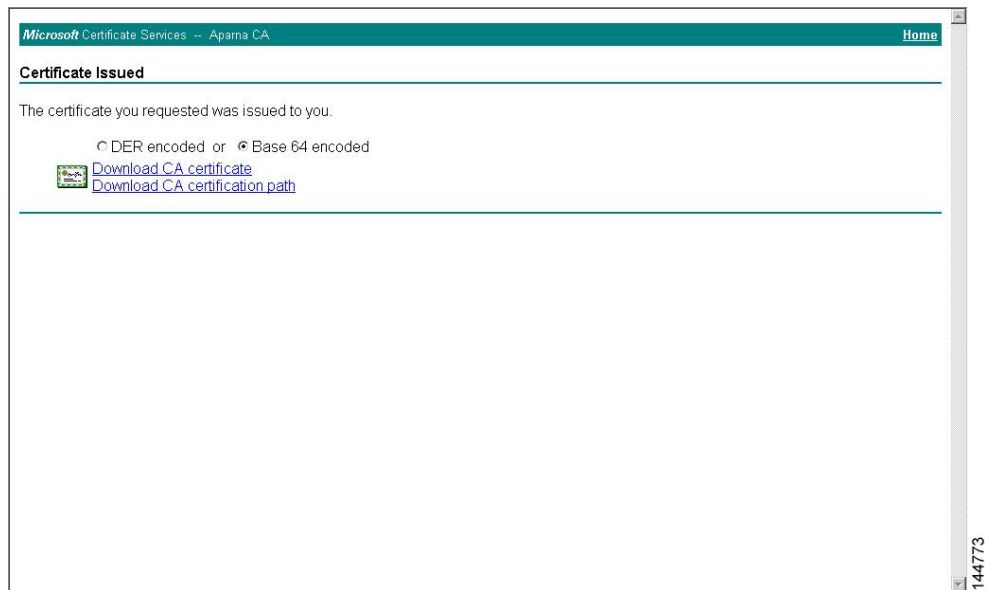 Microsoft Certificate Services -- Aparna CA Home
Certificate Issued
The certificate you requested was issued to you.
DER encoded or Base 64 encoded
Download CA certificate
Download CA certification path
144773